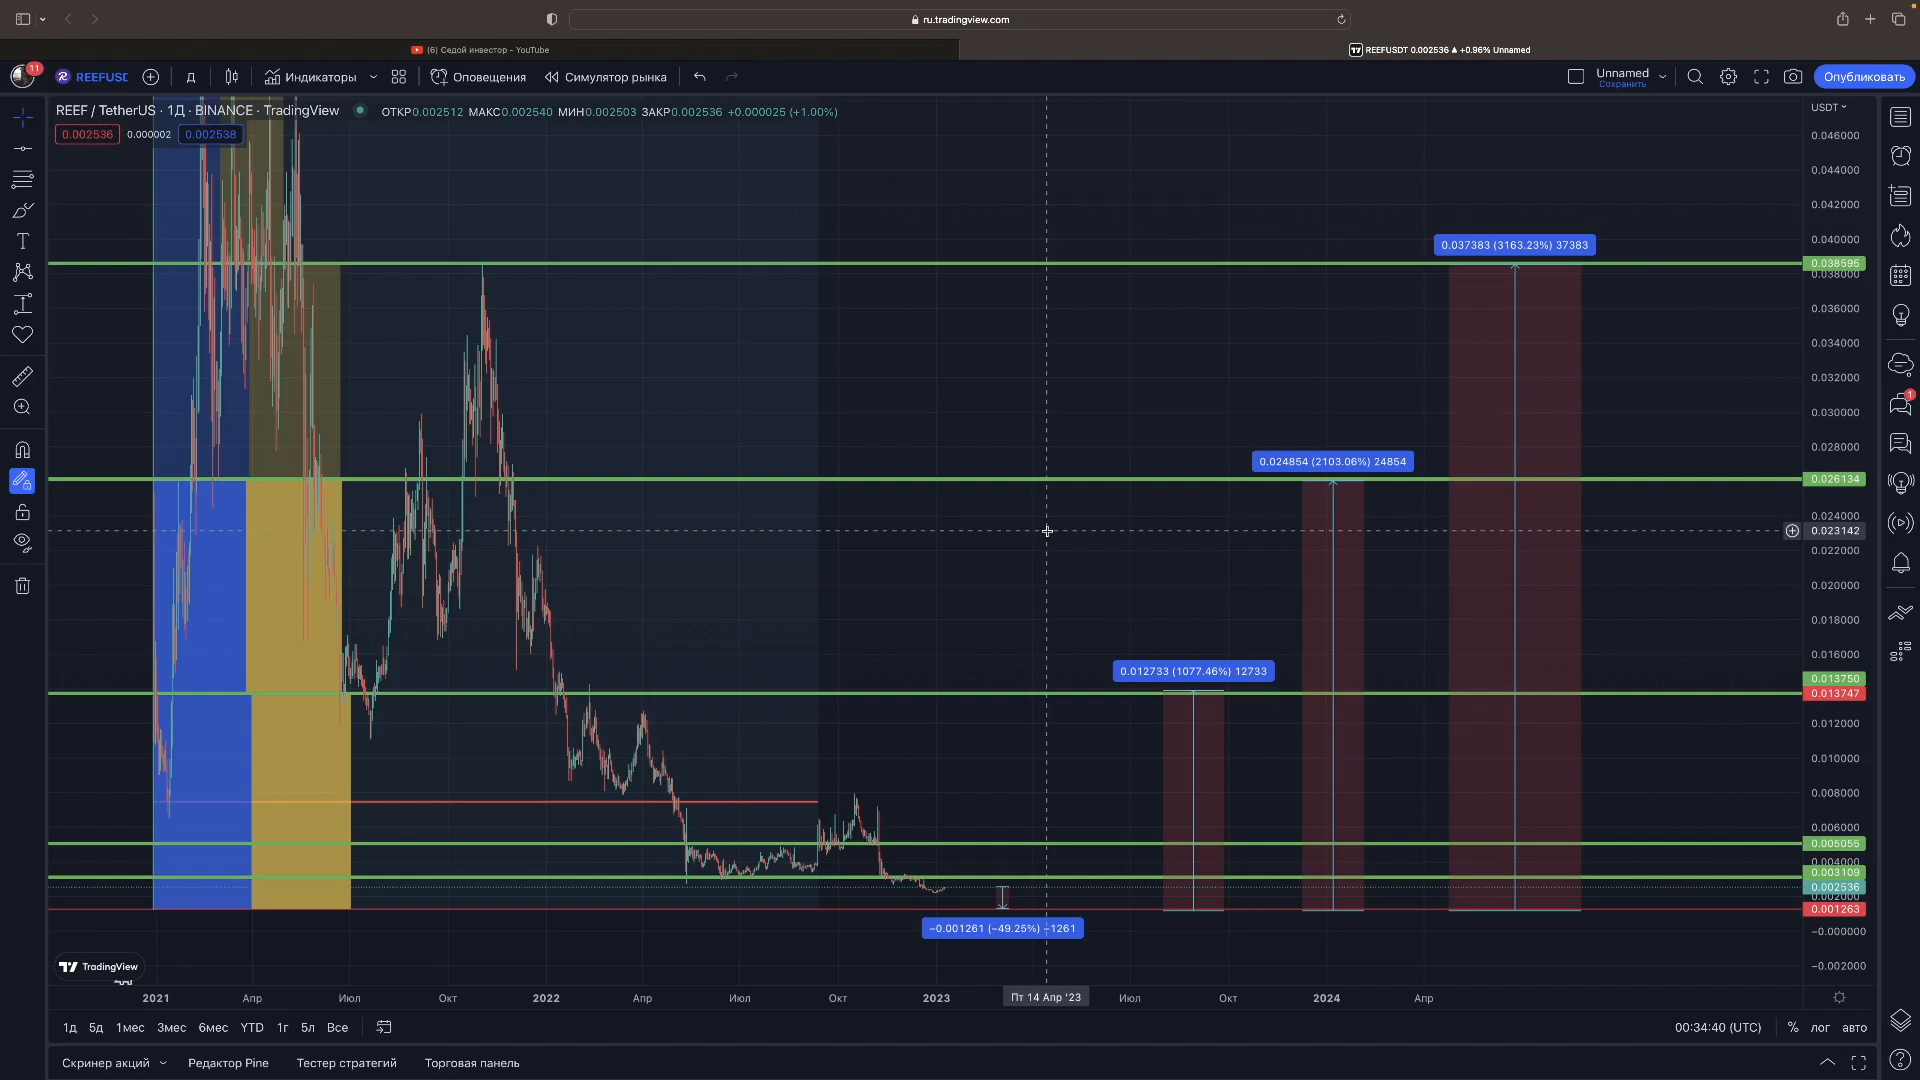 ru.tradingview.com
(6) Седой инвестор - YouTube
REEFUSDT 0.002536 ▲ +0.96% Unnamed
11
REEFUSD
Д
Индикаторы
Оповещения
Симулятор рынка
Unnamed
Сохранить
Опубликовать
REEF / TetherUS · 1Д · BINANCE · TradingView
ОТКР0.002512 МАКС0.002540 МИН0.002503 ЗАКР0.002536 +0.000025 (+1.00%)
0.002536 0.000002 0.002538
USDT
0.046000
0.044000
0.042000
0.040000
0.037383 (3163.23%) 37383
0.038595
0.038000
0.036000
0.034000
0.032000
0.030000
0.028000
0.024854 (2103.06%) 24854
0.026134
0.024000
0.023142
0.022000
0.020000
0.018000
0.016000
0.012733 (1077.46%) 12733
0.013750
0.013747
0.012000
0.010000
0.008000
0.006000
0.005055
0.004000
0.003109
0.002536
0.002000
0.001263
−0.001261 (−49.25%) −1261
−0.000000
−0.002000
1
TradingView
2021 Апр Июл Окт 2022 Апр Июл Окт 2023 Пт 14 Апр '23 Июл Окт 2024 Апр
1д 5д 1мес 3мес 6мес YTD 1г 5л Все
00:34:40 (UTC) % лог авто
Скринер акций Редактор Pine Тестер стратегий Торговая панель